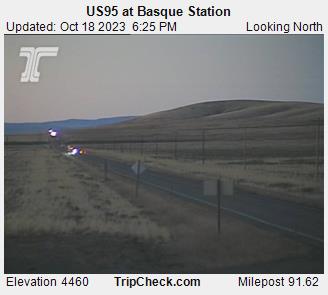 US95 at Basque Station
Updated: Oct 18 2023 6:25 PM Looking North
Elevation 4460 TripCheck.com Milepost 91.62